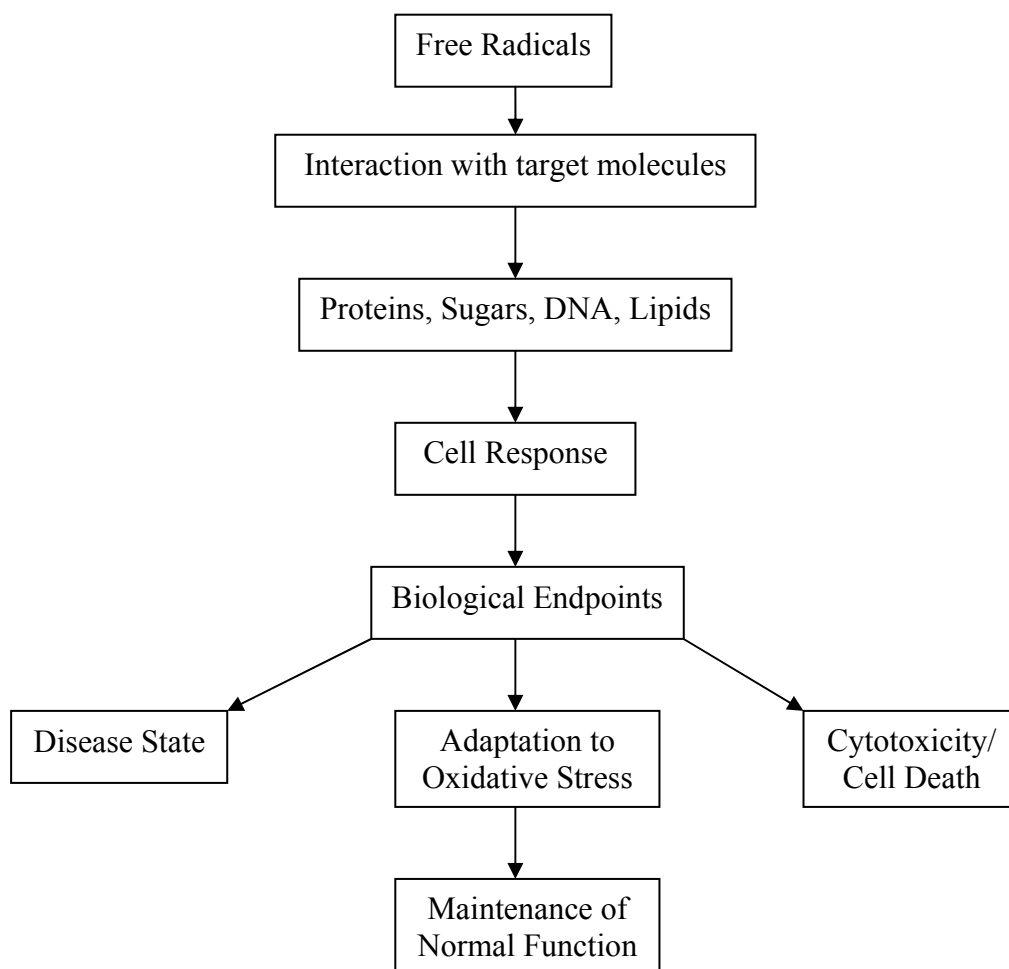 Free Radicals
Interaction with target molecules
Proteins, Sugars, DNA, Lipids
Cell Response
Biological Endpoints
Disease State
Adaptation to
Oxidative Stress
Cytotoxicity/
Cell Death
Maintenance of
Normal Function